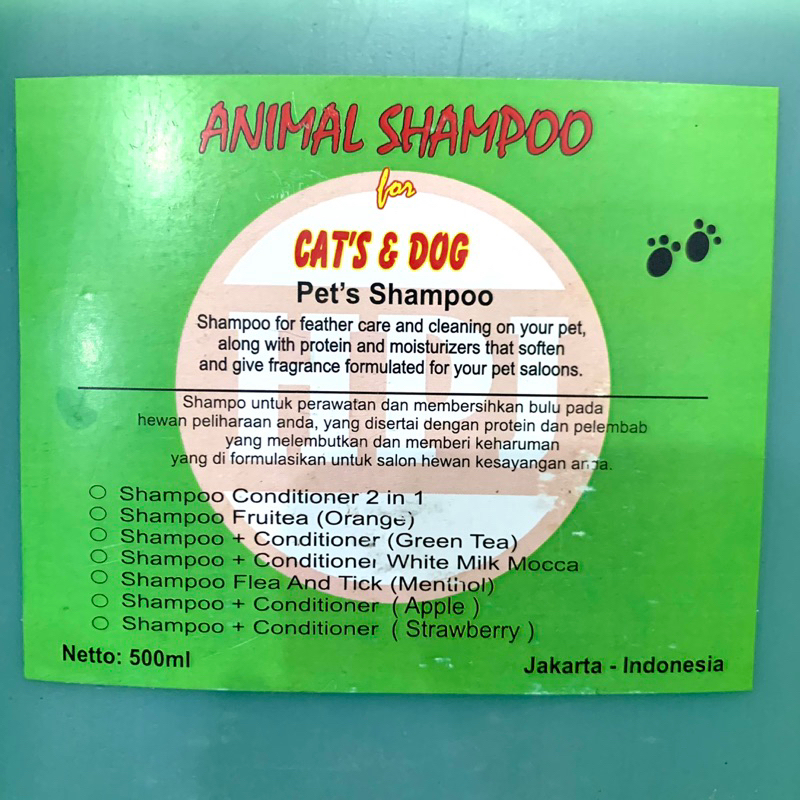 ANIMAL SHAMPOO
for
CAT'S & DOG
Pet's Shampoo
Shampoo for feather care and cleaning on your pet,
along with protein and moisturizers that soften
and give fragrance formulated for your pet saloons.
Shampo untuk perawatan dan membersihkan bulu pada
hewan peliharaan anda, yang disertai dengan protein dan pelembab
yang melembutkan dan memberi keharuman
yang di formulasikan untuk salon hewan kesayangan anda.
Shampoo Conditioner 2 in 1
Shampoo Fruitea (Orange)
Shampoo + Conditioner (Green Tea)
Shampoo + Conditioner White Milk Mocca
Shampoo Flea And Tick (Menthol)
Shampoo + Conditioner ( Apple )
Shampoo + Conditioner ( Strawberry )
Netto: 500ml
Jakarta - Indonesia